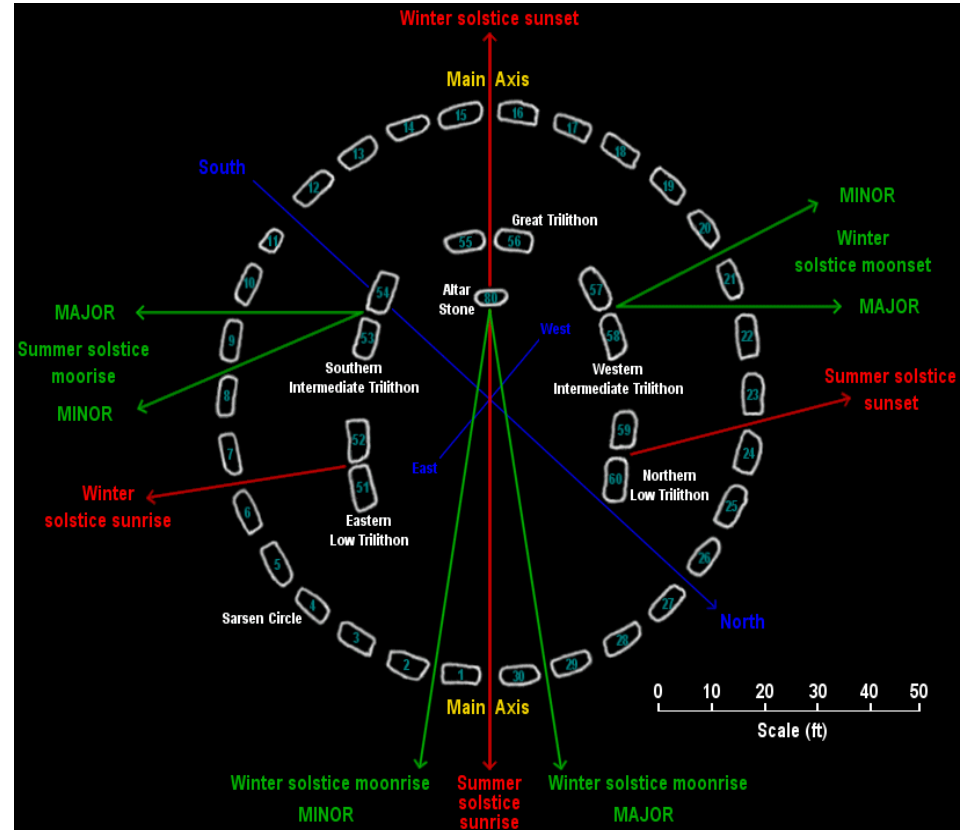 Winter solstice sunset
Main Axis
15
16
14
17
13
18
12
19
South
20
11
Great Trilithon
55
56
MINOR
Winter
solstice moonset
10
54
57
21
Altar
Stone
80
MAJOR
MAJOR
Summer solstice
moorise
MINOR
9
53
58
22
West
Southern
Intermediate Trilithon
Western
Intermediate Trilithon
Summer solstice
sunset
8
23
7
52
59
24
East
Winter
solstice sunrise
51
60
Northern
Low Trilithon
6
25
Eastern
Low Trilithon
5
26
4
27
Sarsen Circle
North
3
28
2
29
1
30
Main Axis
0 10 20 30 40 50
Scale (ft)
Winter solstice moonrise
MINOR
Summer
solstice
sunrise
Winter solstice moonrise
MAJOR